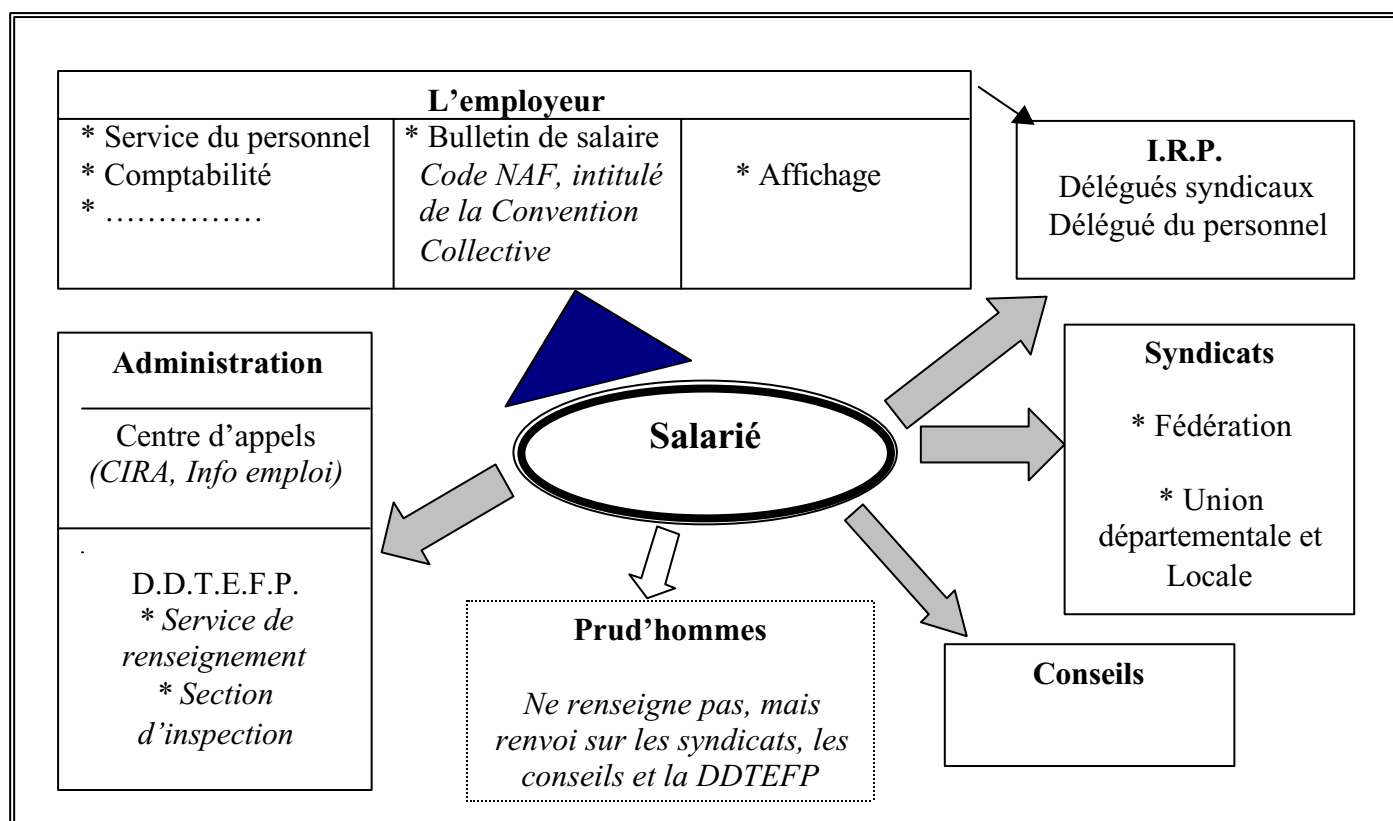 L'employeur
* Service du personnel
* Comptabilité
* ……………
* Bulletin de salaire
Code NAF, intitulé
de la Convention
Collective
* Affichage
I.R.P.
Délégués syndicaux
Délégué du personnel
Administration
Centre d'appels
(CIRA, Info emploi)
.
D.D.T.E.F.P.
* Service de
renseignement
* Section
d'inspection
Salarié
Syndicats
* Fédération
* Union
départementale et
Locale
Prud'hommes
Ne renseigne pas, mais
renvoi sur les syndicats, les
conseils et la DDTEFP
Conseils